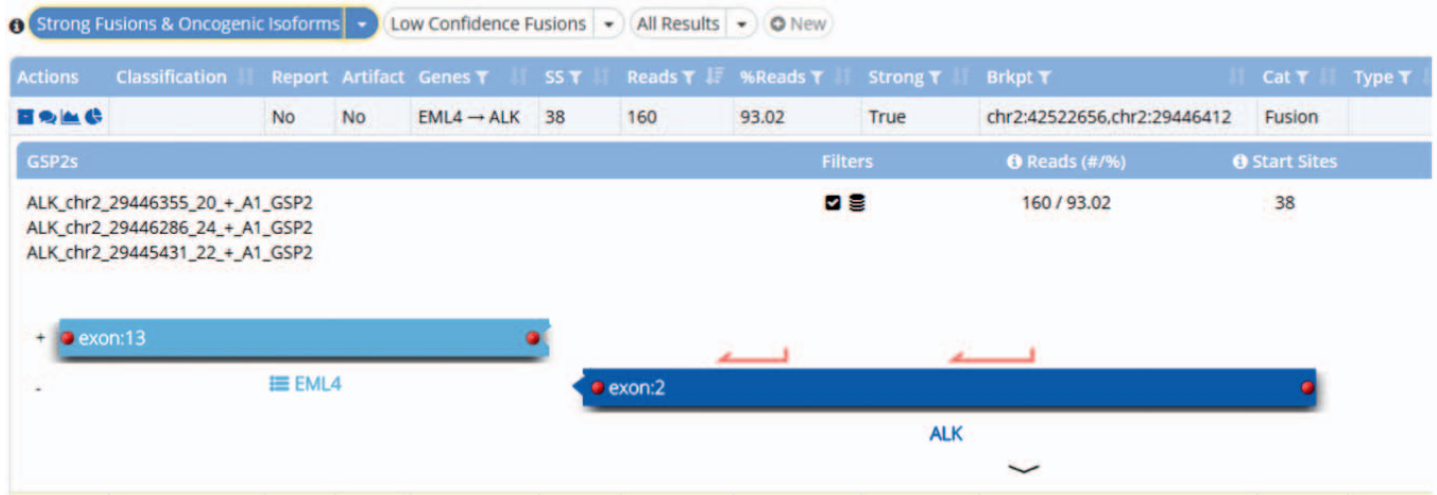 Strong Fusions & Oncogenic Isoforms Low Confidence Fusions All Results New
Actions Classification Report Artifact Genes SS Reads %Reads Strong Brkpt Cat Type
No No EML4 → ALK 38 160 93.02 True chr2:42522656,chr2:29446412 Fusion
GSP2s Filters Reads (#/%) Start Sites
ALK_chr2_29446355_20_+_A1_GSP2 160 / 93.02 38
ALK_chr2_29446286_24_+_A1_GSP2
ALK_chr2_29445431_22_+_A1_GSP2
+ exon:13
- EML4 exon:2
ALK